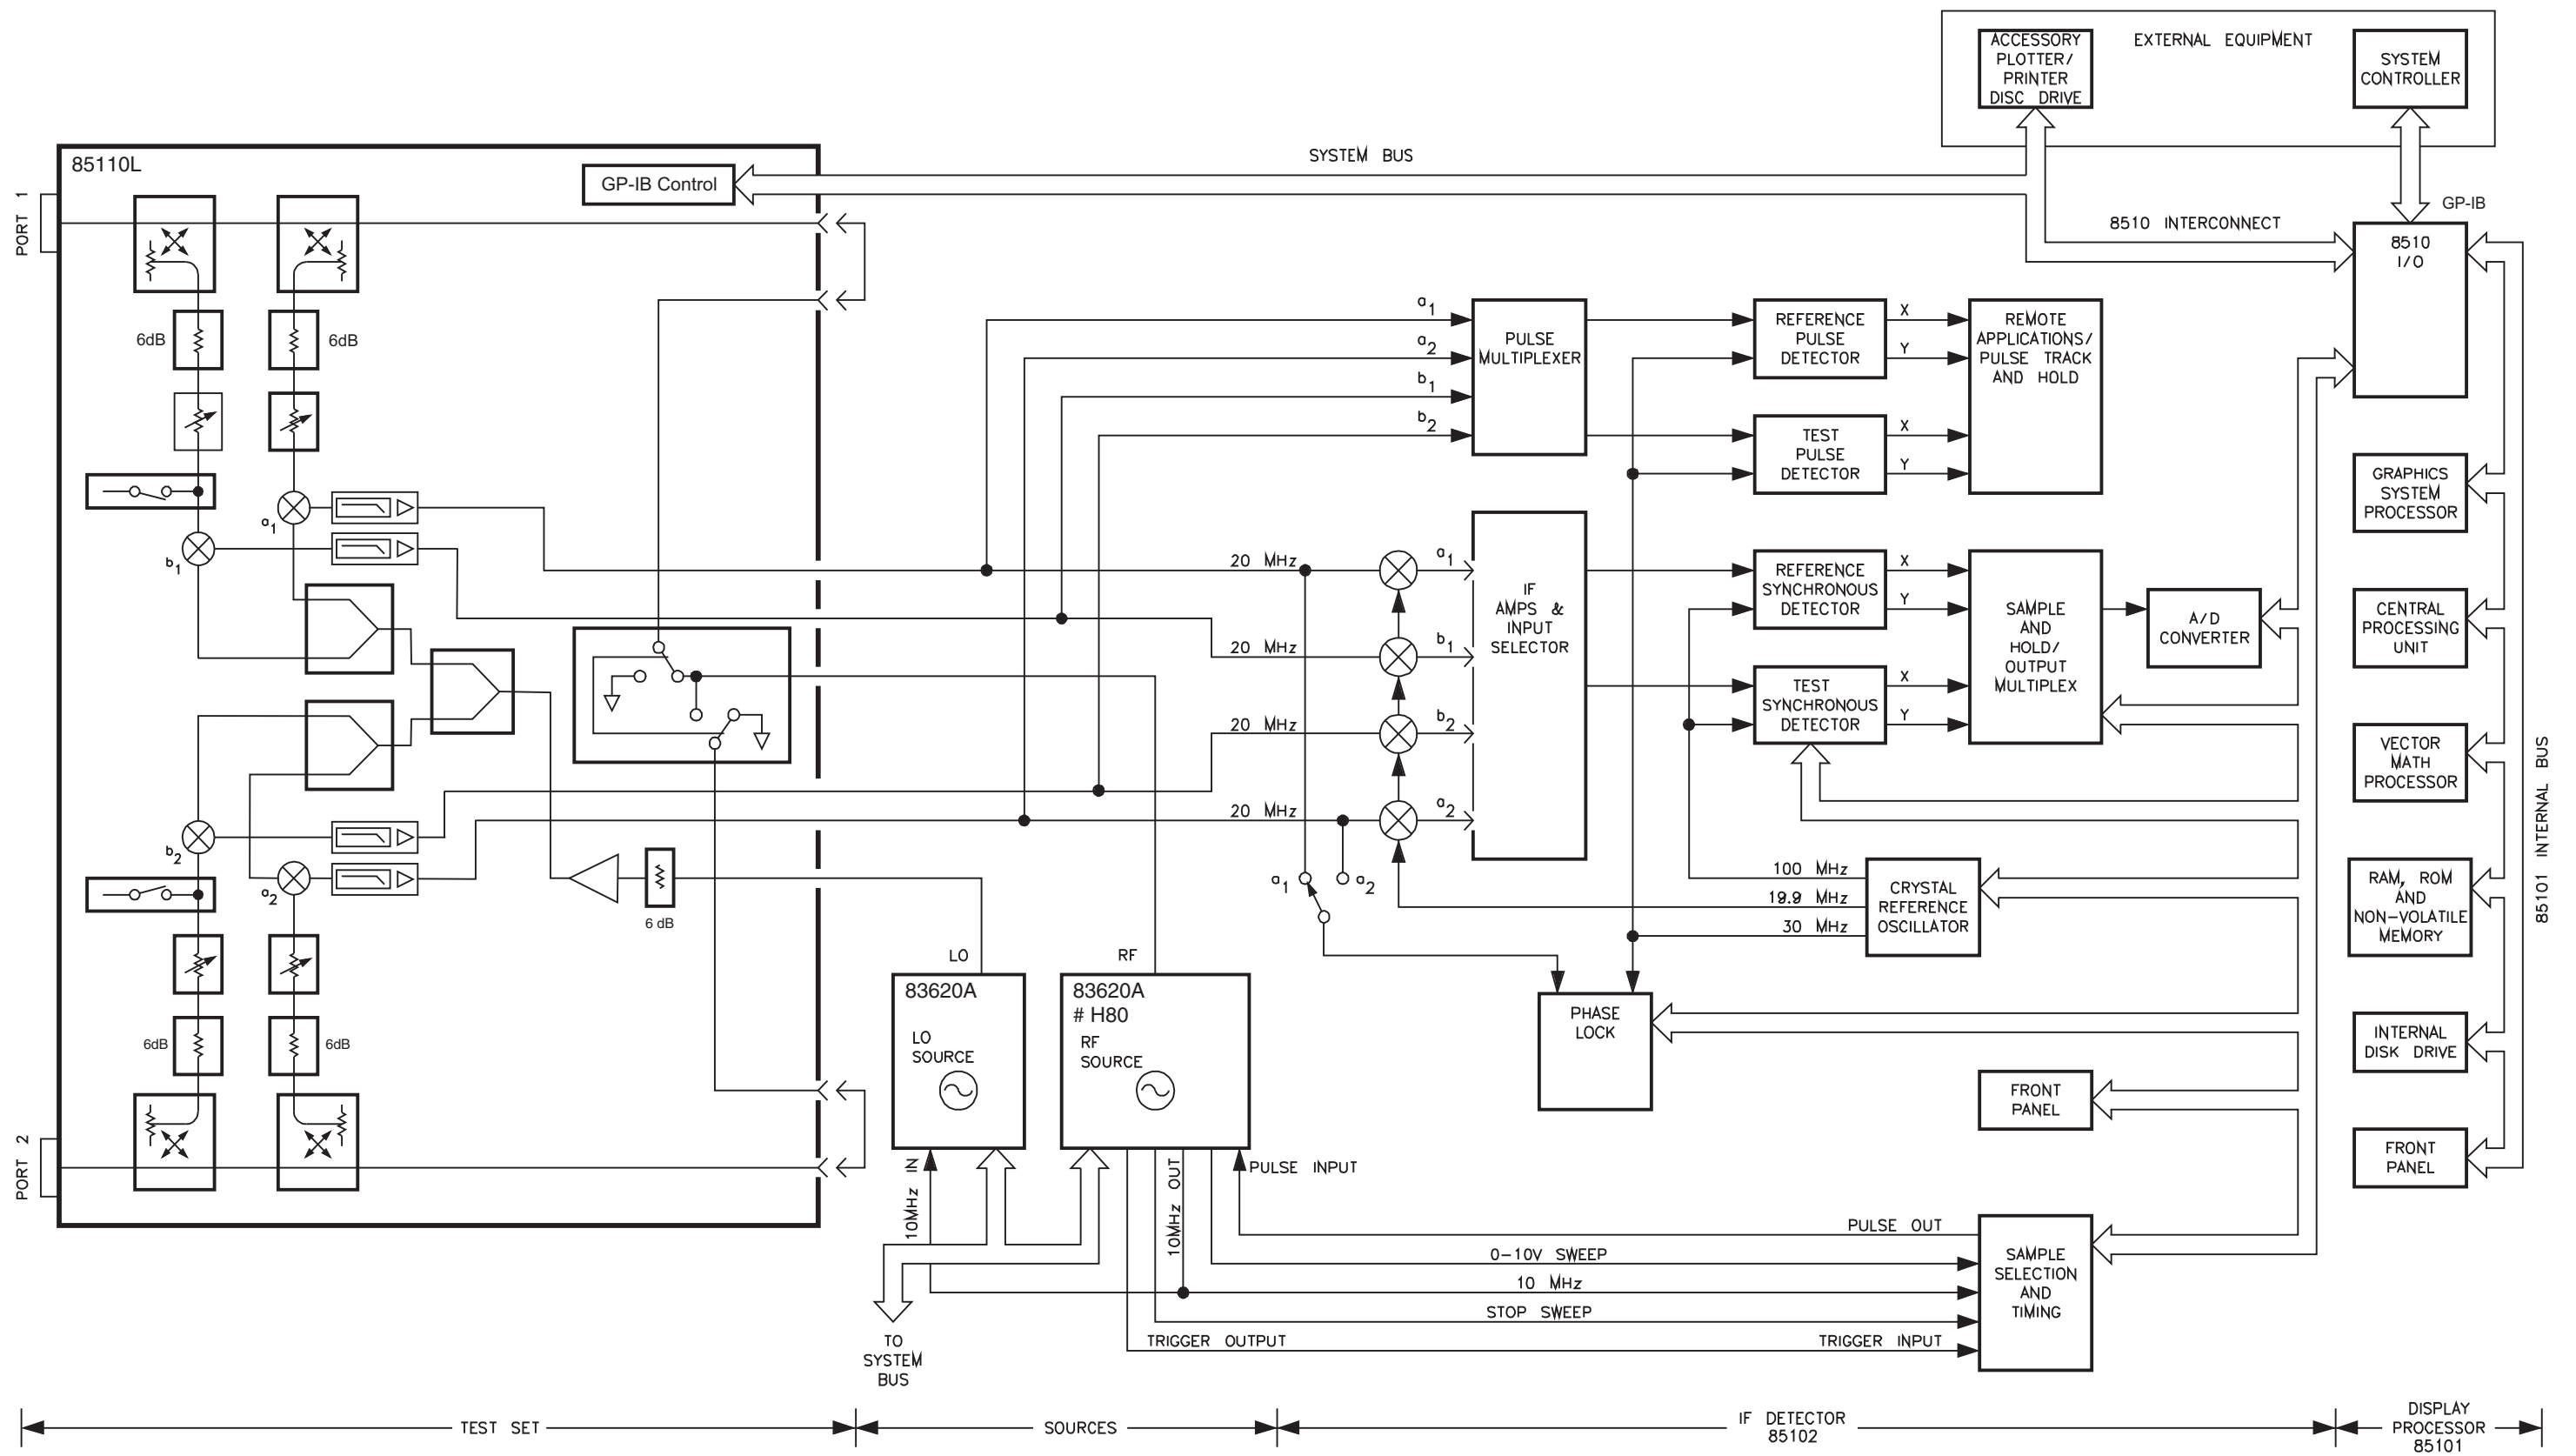 ACCESSORY
PLOTTER/
PRINTER
DISC DRIVE
EXTERNAL EQUIPMENT
SYSTEM
CONTROLLER
85110L
GP-IB Control
SYSTEM BUS
GP-IB
8510 INTERCONNECT
8510
I/O
PORT 1
6dB
6dB
a1
b1
a1
a2
b1
b2
PULSE
MULTIPLEXER
REFERENCE
PULSE
DETECTOR
X
Y
TEST
PULSE
DETECTOR
X
Y
REMOTE
APPLICATIONS/
PULSE TRACK
AND HOLD
GRAPHICS
SYSTEM
PROCESSOR
20 MHz
20 MHz
20 MHz
20 MHz
a1
b1
b2
a2
IF
AMPS &
INPUT
SELECTOR
REFERENCE
SYNCHRONOUS
DETECTOR
X
Y
TEST
SYNCHRONOUS
DETECTOR
X
Y
SAMPLE
AND
HOLD/
OUTPUT
MULTIPLEX
A/D
CONVERTER
CENTRAL
PROCESSING
UNIT
VECTOR
MATH
PROCESSOR
85101 INTERNAL BUS
b2
a2
6 dB
a1
a2
100 MHz
19.9 MHz
30 MHz
CRYSTAL
REFERENCE
OSCILLATOR
RAM, ROM
AND
NON-VOLATILE
MEMORY
LO
RF
83620A
LO
SOURCE
83620A
# H80
RF
SOURCE
PHASE
LOCK
6dB
6dB
INTERNAL
DISK DRIVE
FRONT
PANEL
FRONT
PANEL
PORT 2
10MHz IN
10MHz OUT
PULSE INPUT
PULSE OUT
0-10V SWEEP
10 MHz
STOP SWEEP
TRIGGER OUTPUT
TRIGGER INPUT
SAMPLE
SELECTION
AND
TIMING
TO
SYSTEM
BUS
TEST SET
SOURCES
IF DETECTOR
85102
DISPLAY
PROCESSOR
85101